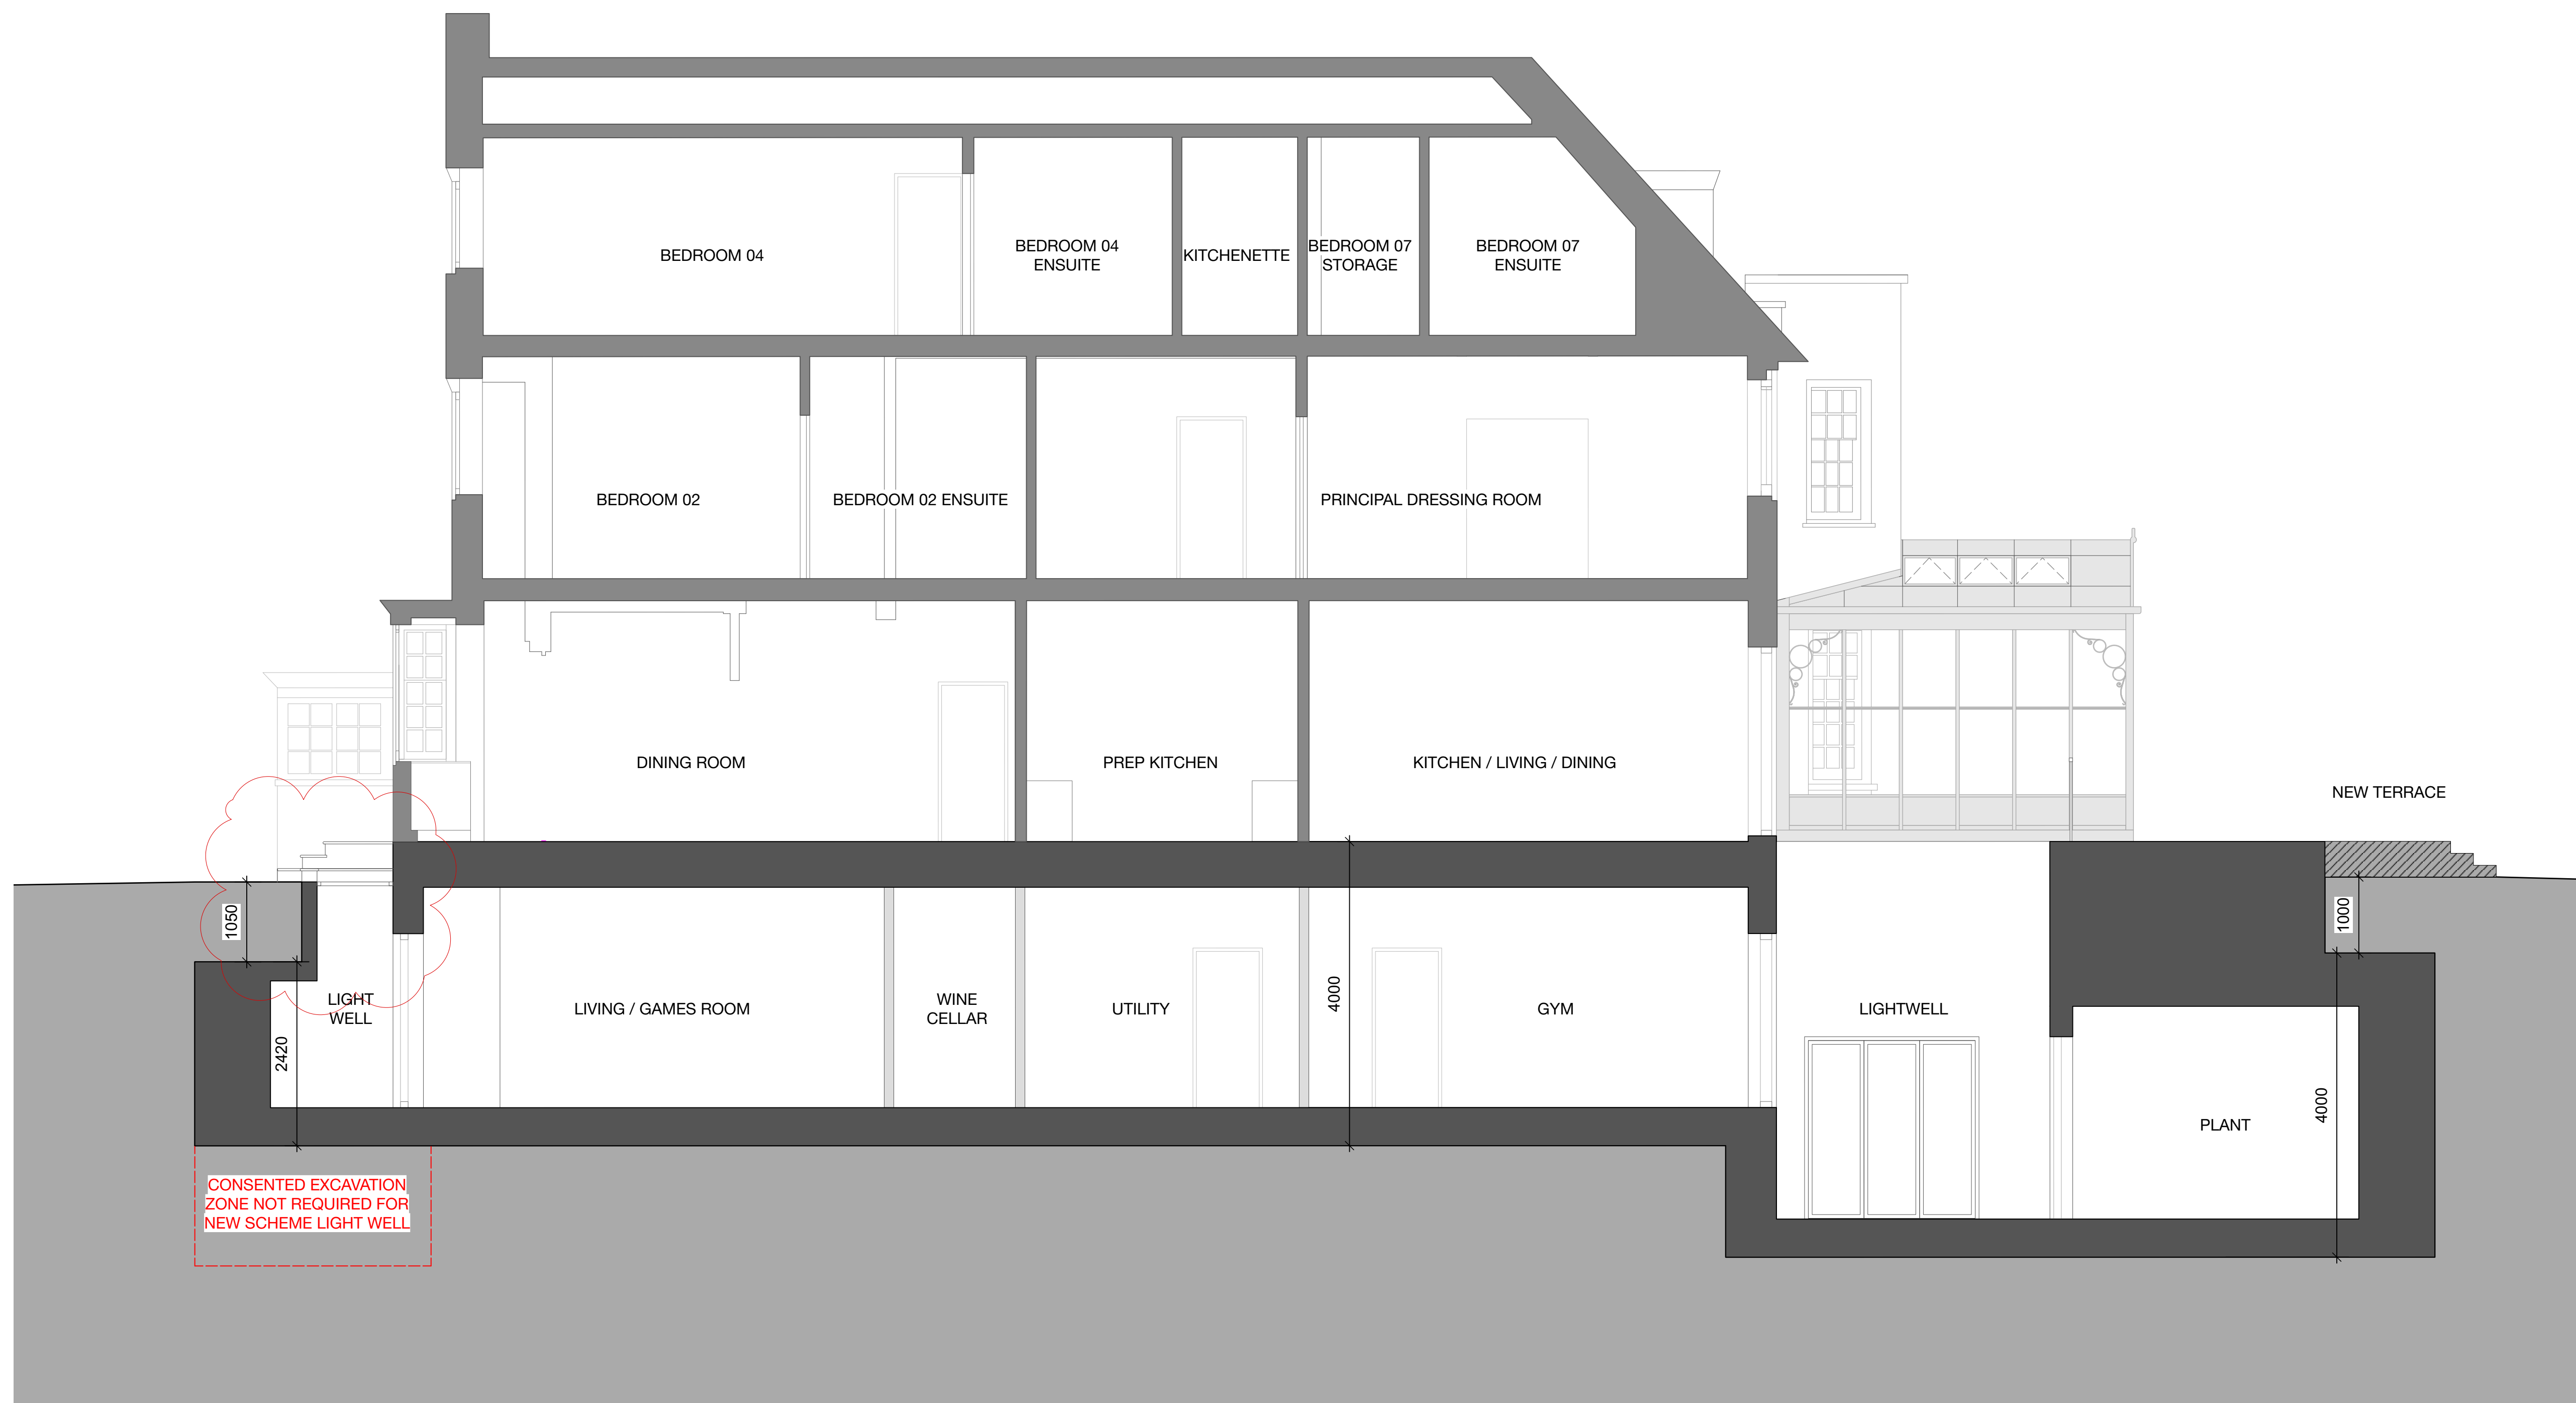 BEDROOM 04
BEDROOM 04
ENSUITE
KITCHENETTE
BEDROOM 07
STORAGE
BEDROOM 07
ENSUITE
BEDROOM 02
BEDROOM 02 ENSUITE
PRINCIPAL DRESSING ROOM
DINING ROOM
PREP KITCHEN
KITCHEN / LIVING / DINING
NEW TERRACE
1050
1000
LIGHT
WELL
LIVING / GAMES ROOM
WINE
CELLAR
UTILITY
4000
GYM
LIGHTWELL
2420
PLANT
4000
CONSENTED EXCAVATION
ZONE NOT REQUIRED FOR
NEW SCHEME LIGHT WELL